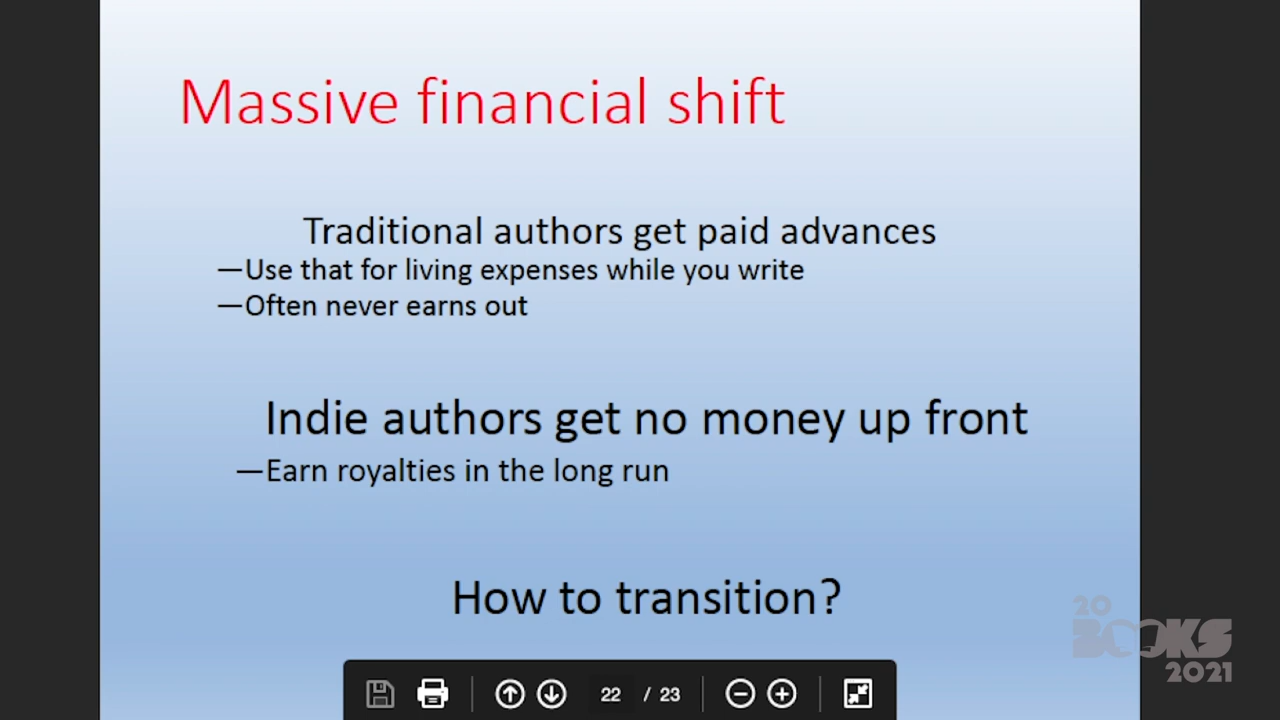 Massive financial shift
Traditional authors get paid advances
—Use that for living expenses while you write
—Often never earns out
Indie authors get no money up front
—Earn royalties in the long run
How to transition?
20
BOOKS
2021
22 / 23